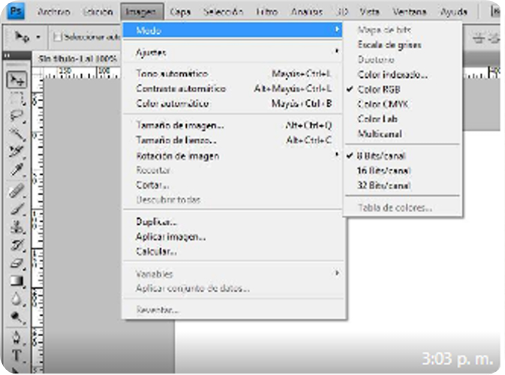 Ps Archivo Edición Imagen Capa Selección Filtro Análisis 3D Vista Ventana Ayuda
Seleccionar
Sin título-1 al 100%
Modo
Ajustes
Tono automático Mayús+Ctrl+L
Contraste automático Alt+Mayús+Ctrl+L
Color automático Mayús+Ctrl+B
Tamaño de imagen... Alt+Ctrl+Q
Tamaño de lienzo... Alt+Ctrl+C
Rotación de imagen
Recortar
Cortar...
Descubrir todas
Duplicar...
Aplicar imagen...
Calcular...
Variables
Aplicar conjunto de datos...
Reventar...
Mapa de bits
Escala de grises
Duotono
Color indexado...
Color RGB
Color CMYK
Color Lab
Multicanal
8 Bits/canal
16 Bits/canal
32 Bits/canal
Tabla de colores...
3:03 p. m.